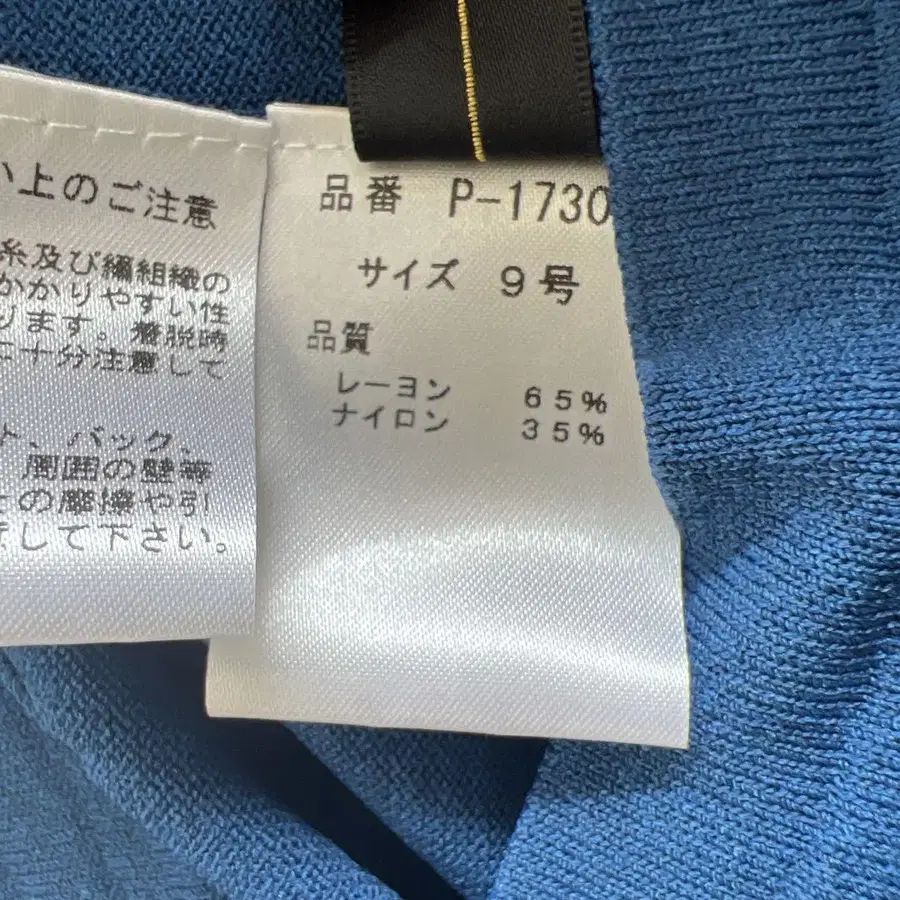 い上のご注意
糸及び編組織の
かかりやすい性
ります。着脱時
に十分注意して
ト、バック、
周囲の壁等
との摩擦や引
して下さい。
品番 P-1730
サイズ 9号
品質
レーヨン 65%
ナイロン 35%